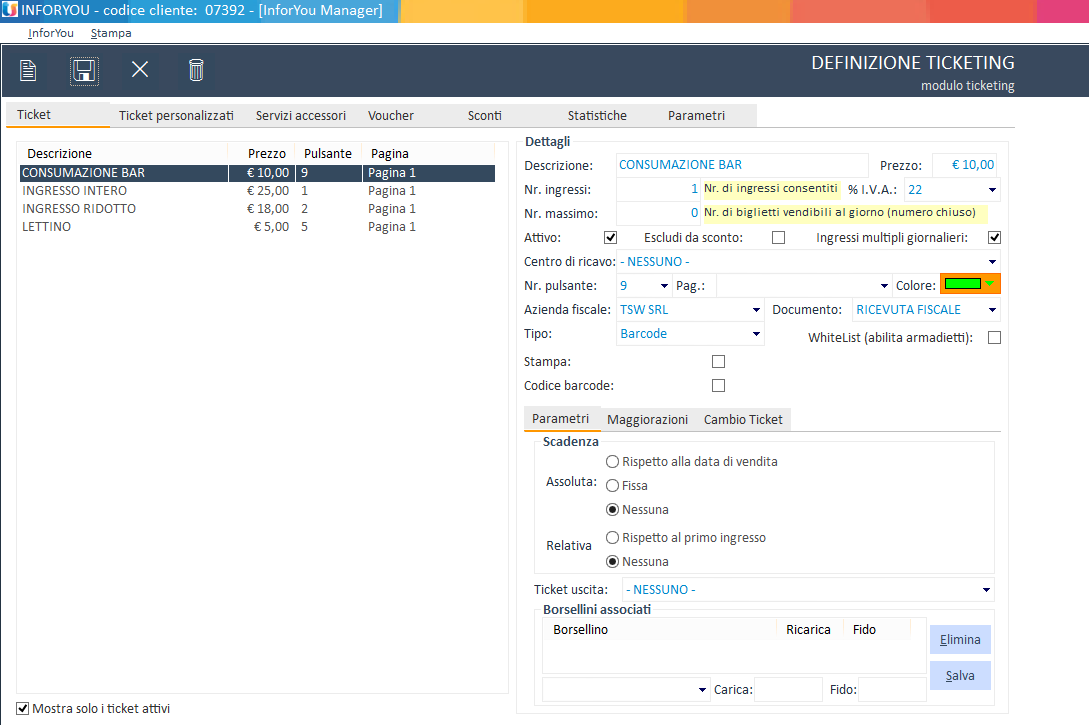 INFORYOU - codice cliente: 07392 - [InforYou Manager]
InforYou Stampa
DEFINIZIONE TICKETING
modulo ticketing
Ticket Ticket personalizzati Servizi accessori Voucher Sconti Statistiche Parametri
Descrizione Prezzo Pulsante Pagina
CONSUMAZIONE BAR € 10,00 9 Pagina 1
INGRESSO INTERO € 25,00 1 Pagina 1
INGRESSO RIDOTTO € 18,00 2 Pagina 1
LETTINO € 5,00 5 Pagina 1
Mostra solo i ticket attivi
Dettagli
Descrizione: CONSUMAZIONE BAR Prezzo: € 10,00
Nr. ingressi: 1 Nr. di ingressi consentiti % I.V.A.: 22
Nr. massimo: 0 Nr. di biglietti vendibili al giorno (numero chiuso)
Attivo: Escludi da sconto: Ingressi multipli giornalieri:
Centro di ricavo: - NESSUNO -
Nr. pulsante: 9 Pag.: Colore:
Azienda fiscale: TSW SRL Documento: RICEVUTA FISCALE
Tipo: Barcode WhiteList (abilita armadietti):
Stampa:
Codice barcode:
Parametri Maggiorazioni Cambio Ticket
Scadenza
Assoluta:
Rispetto alla data di vendita
Fissa
Nessuna
Relativa
Rispetto al primo ingresso
Nessuna
Ticket uscita: - NESSUNO -
Borsellini associati
Borsellino Ricarica Fido
Elimina
Salva
Carica: Fido: